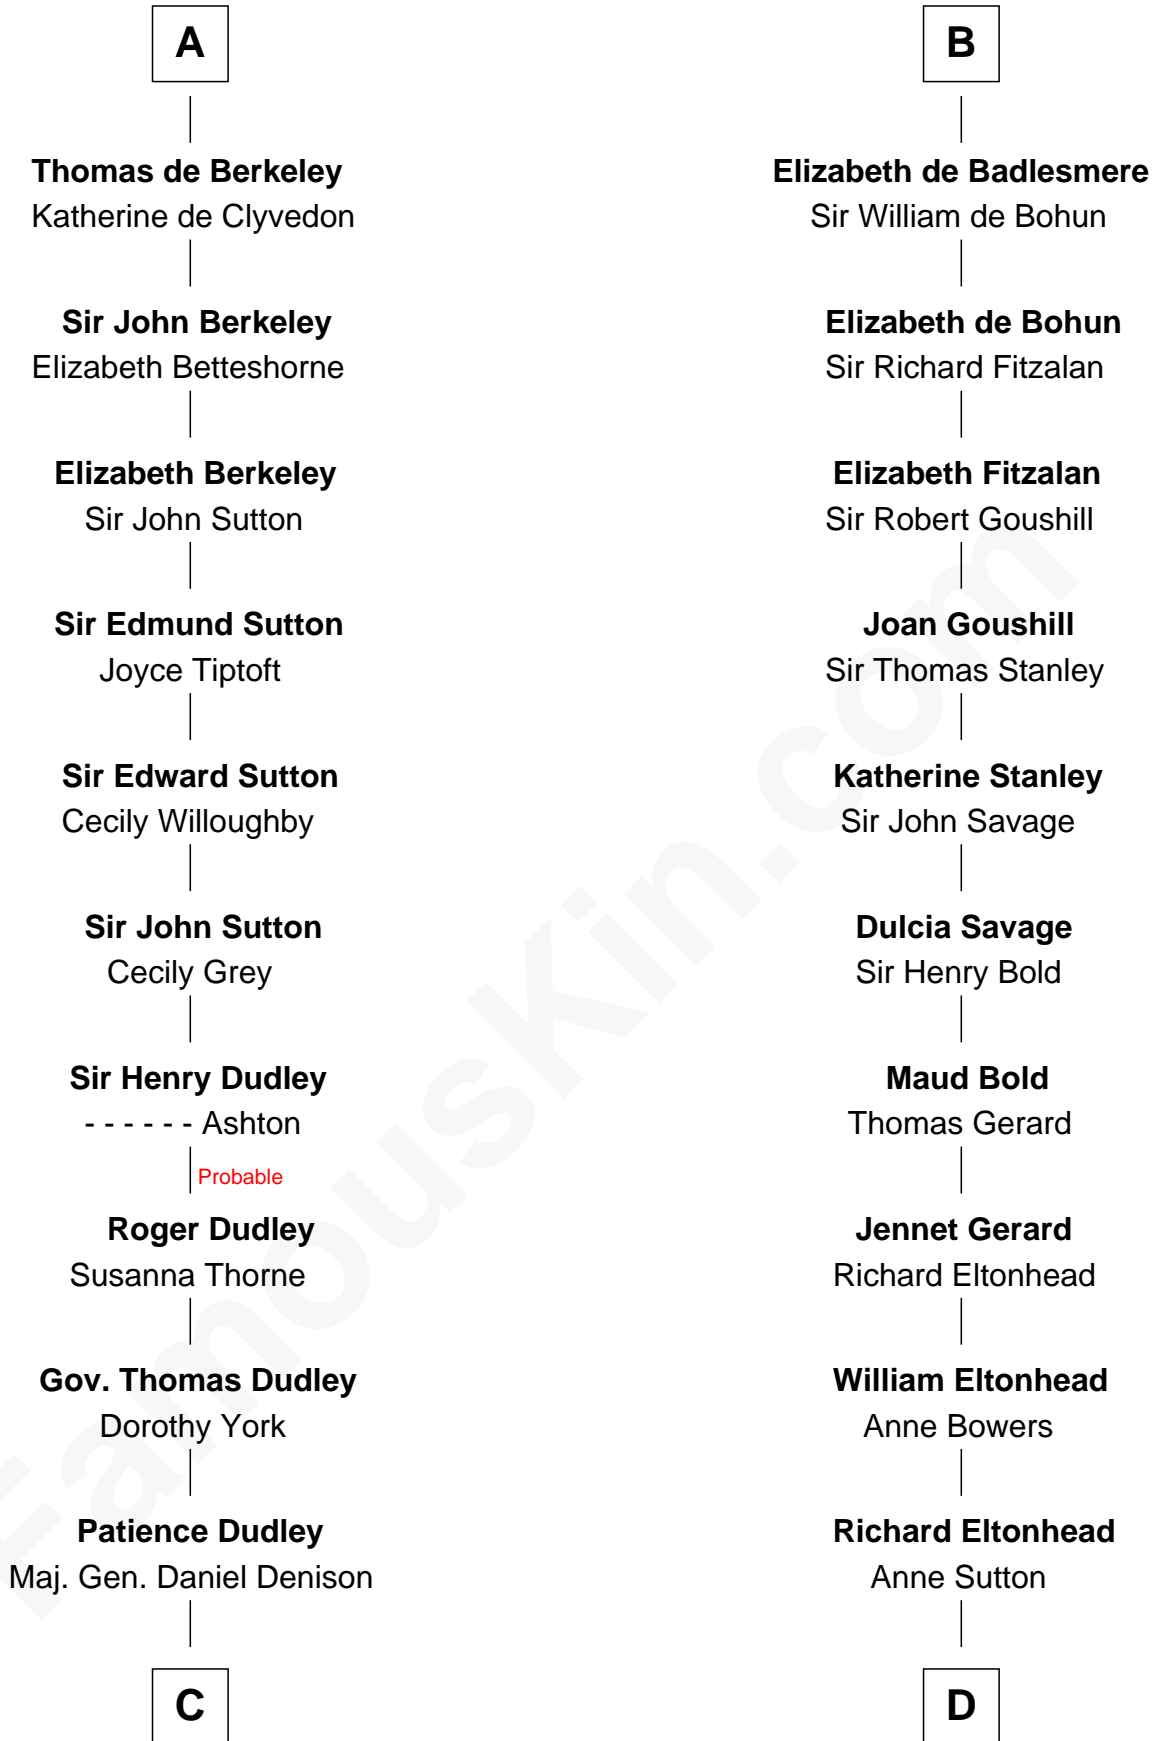 A
Thomas de Berkeley
Katherine de Clyvedon
Sir John Berkeley
Elizabeth Betteshorne
Elizabeth Berkeley
Sir John Sutton
Sir Edmund Sutton
Joyce Tiptoft
Sir Edward Sutton
Cecily Willoughby
Sir John Sutton
Cecily Grey
Sir Henry Dudley
- - - - - - Ashton
Probable
Roger Dudley
Susanna Thorne
Gov. Thomas Dudley
Dorothy York
Patience Dudley
Maj. Gen. Daniel Denison
C
B
Elizabeth de Badlesmere
Sir William de Bohun
Elizabeth de Bohun
Sir Richard Fitzalan
Elizabeth Fitzalan
Sir Robert Goushill
Joan Goushill
Sir Thomas Stanley
Katherine Stanley
Sir John Savage
Dulcia Savage
Sir Henry Bold
Maud Bold
Thomas Gerard
Jennet Gerard
Richard Eltonhead
William Eltonhead
Anne Bowers
Richard Eltonhead
Anne Sutton
D
FamousKin.com